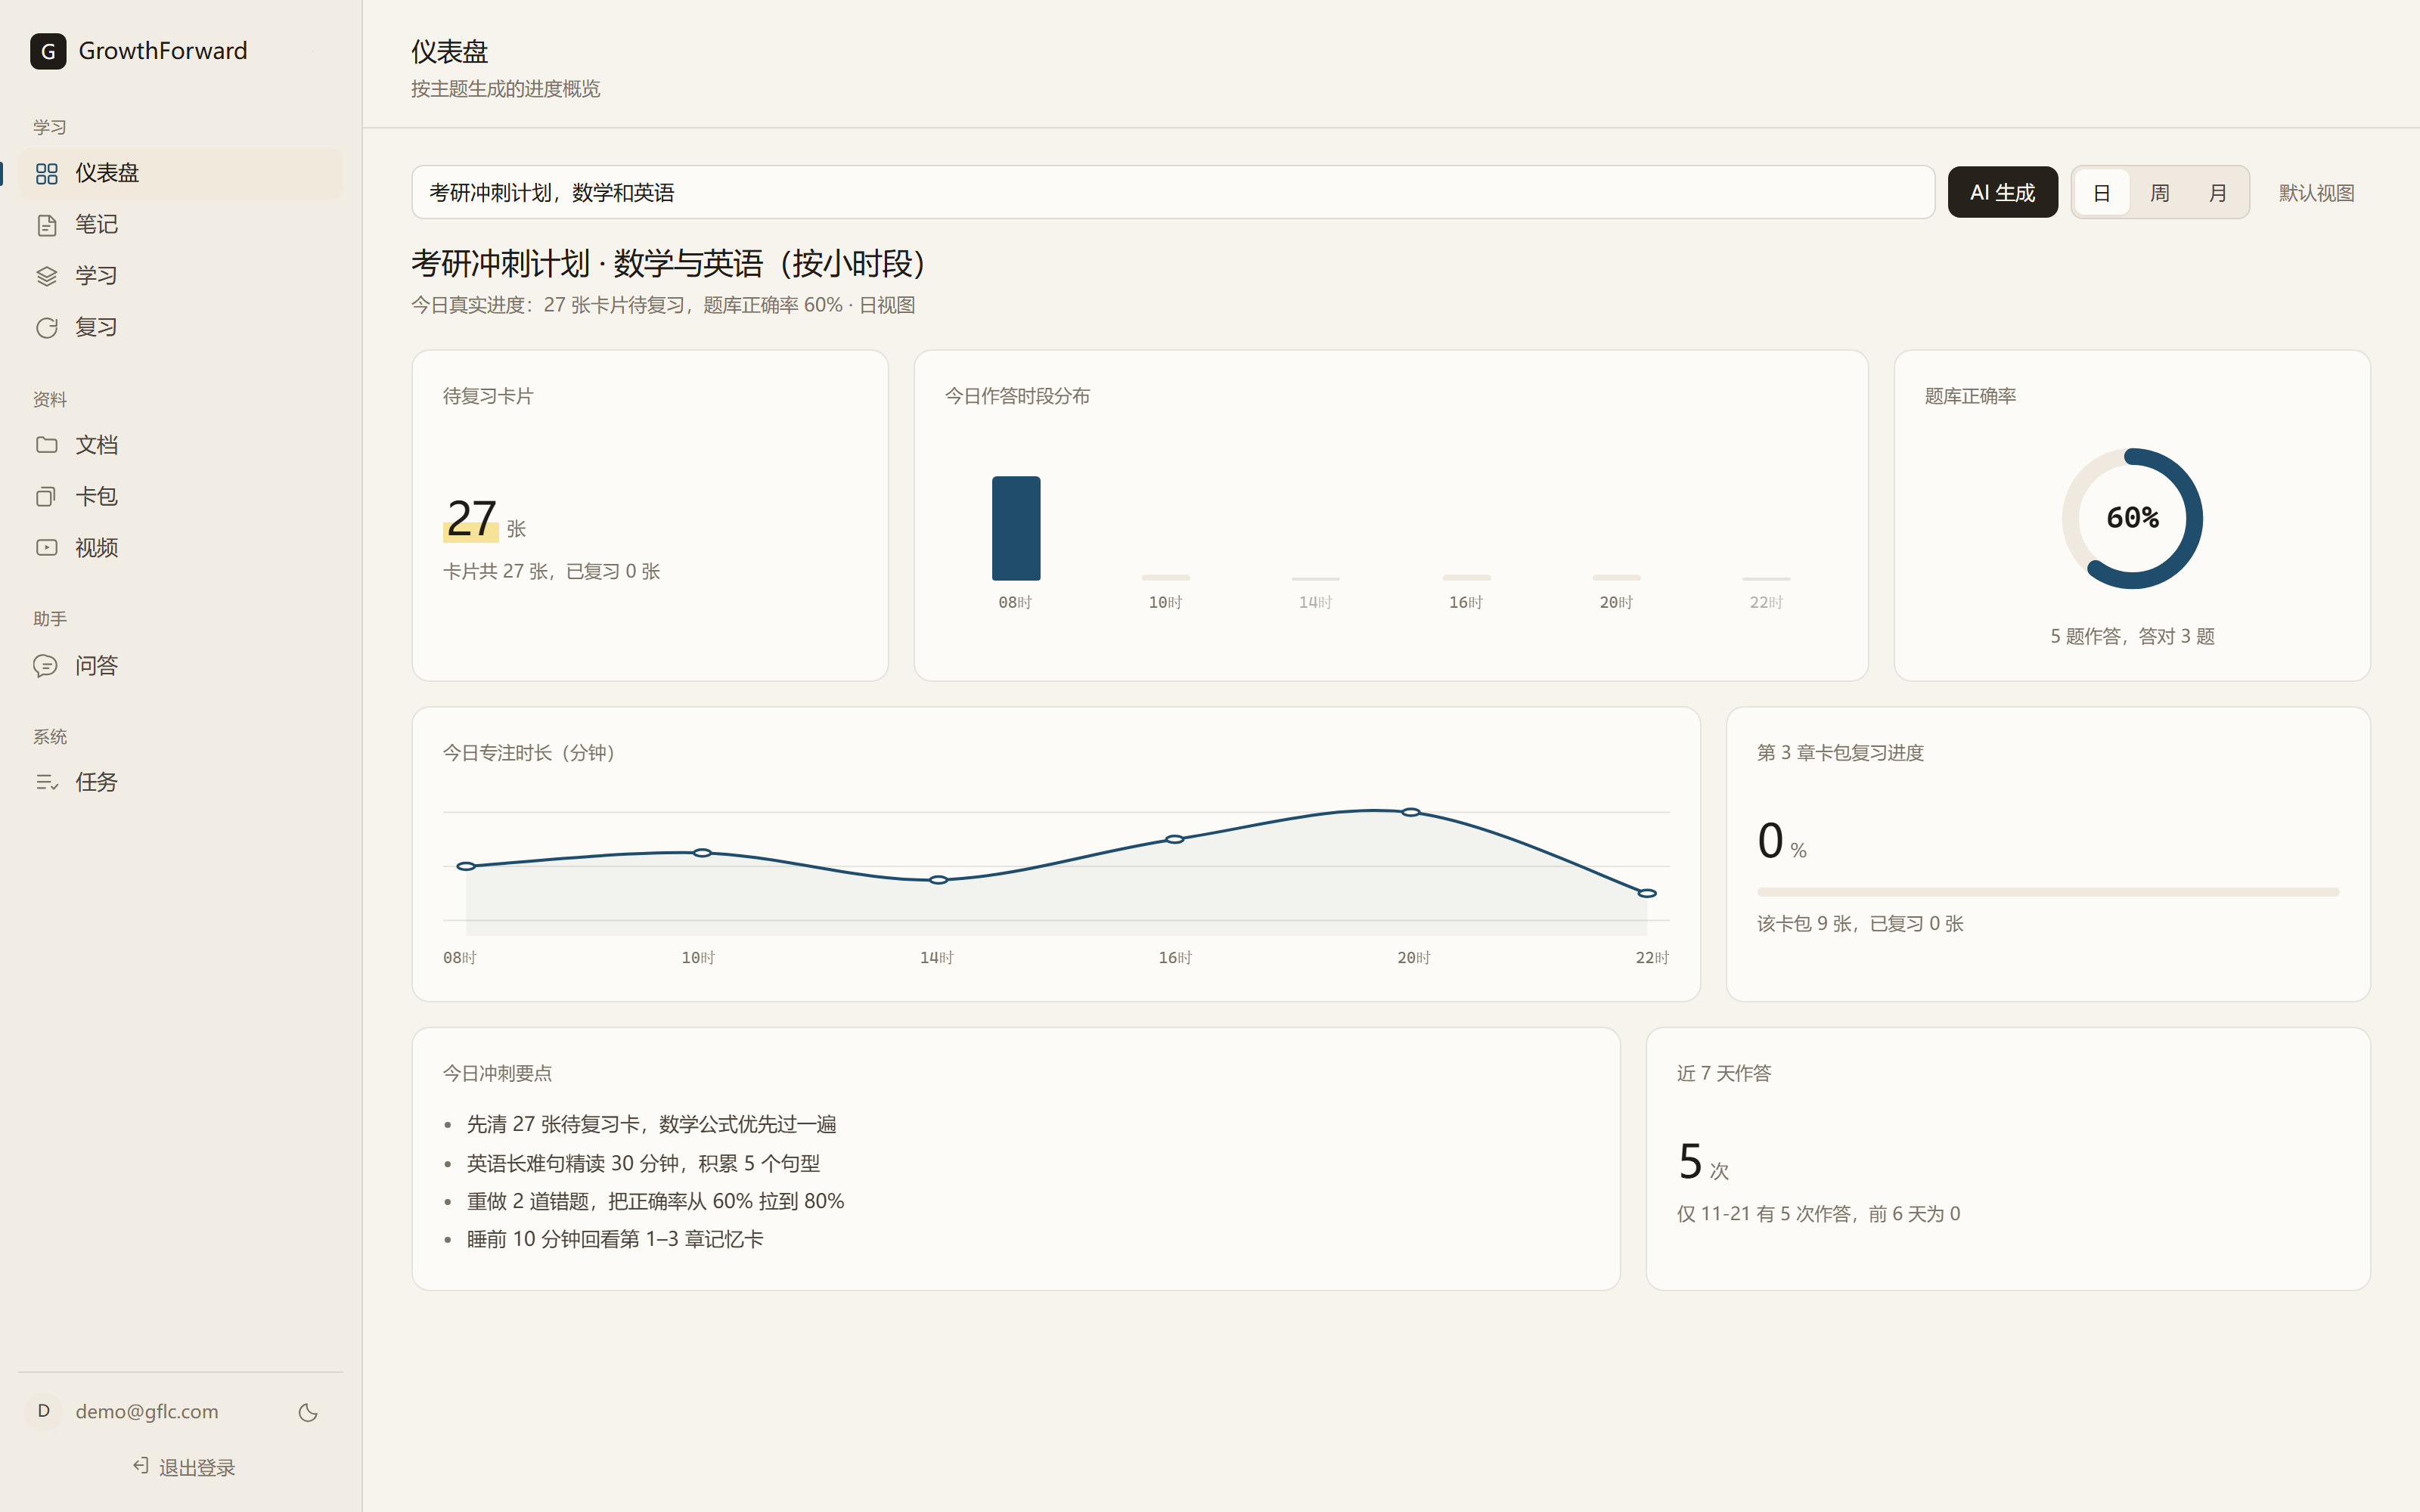 G GrowthForward
学习
仪表盘
笔记
学习
复习
资料
文档
卡包
视频
助手
问答
系统
任务
D demo@gflc.com
退出登录
仪表盘
按主题生成的进度概览
考研冲刺计划，数学和英语 AI 生成 日 周 月 默认视图
考研冲刺计划 · 数学与英语（按小时段）
今日真实进度：27 张卡片待复习，题库正确率 60% · 日视图
待复习卡片
27 张
卡片共 27 张，已复习 0 张
今日作答时段分布
08时 10时 14时 16时 20时 22时
题库正确率
60%
5 题作答，答对 3 题
今日专注时长（分钟）
08时 10时 14时 16时 20时 22时
第 3 章卡包复习进度
0 %
该卡包 9 张，已复习 0 张
今日冲刺要点
• 先清 27 张待复习卡，数学公式优先过一遍
• 英语长难句精读 30 分钟，积累 5 个句型
• 重做 2 道错题，把正确率从 60% 拉到 80%
• 睡前 10 分钟回看第 1–3 章记忆卡
近 7 天作答
5 次
仅 11-21 有 5 次作答，前 6 天为 0